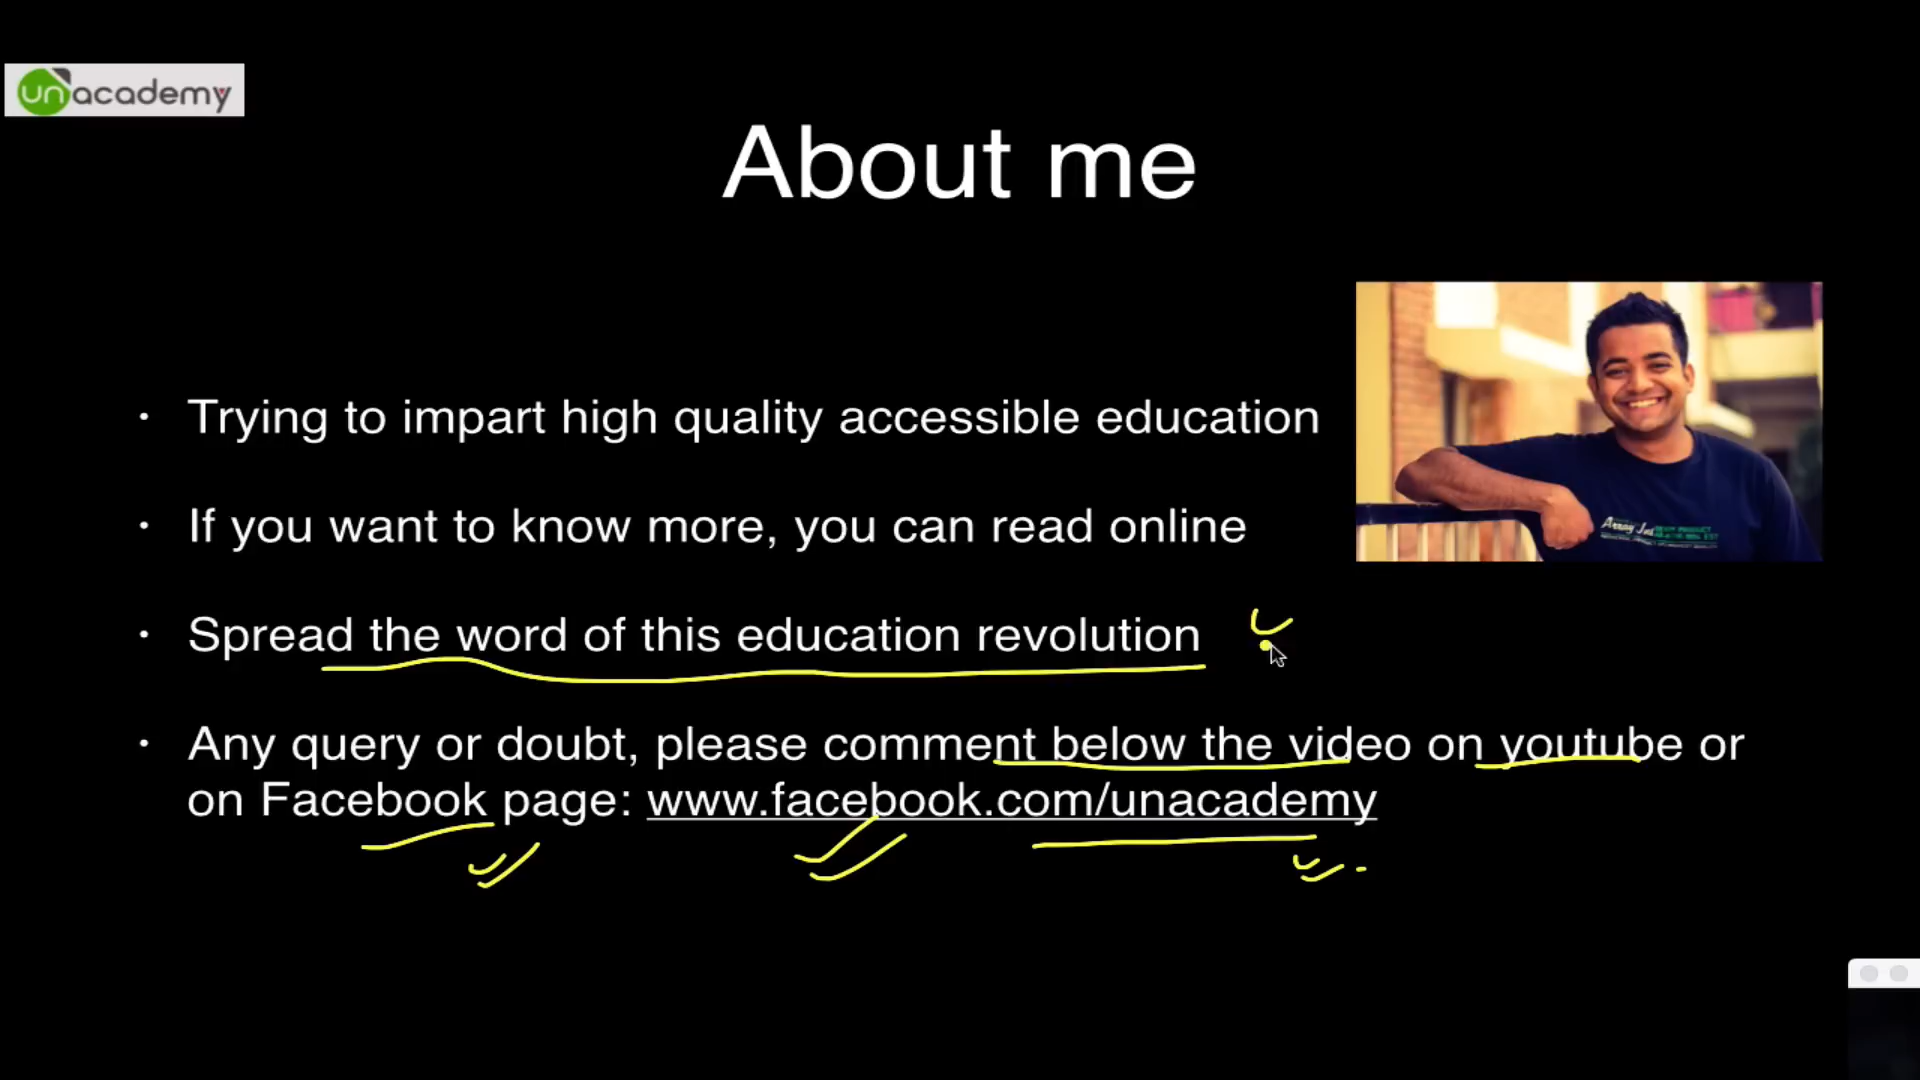 unacademy
About me
• Trying to impart high quality accessible education
• If you want to know more, you can read online
• Spread the word of this education revolution
• Any query or doubt, please comment below the video on youtube or
on Facebook page: www.facebook.com/unacademy